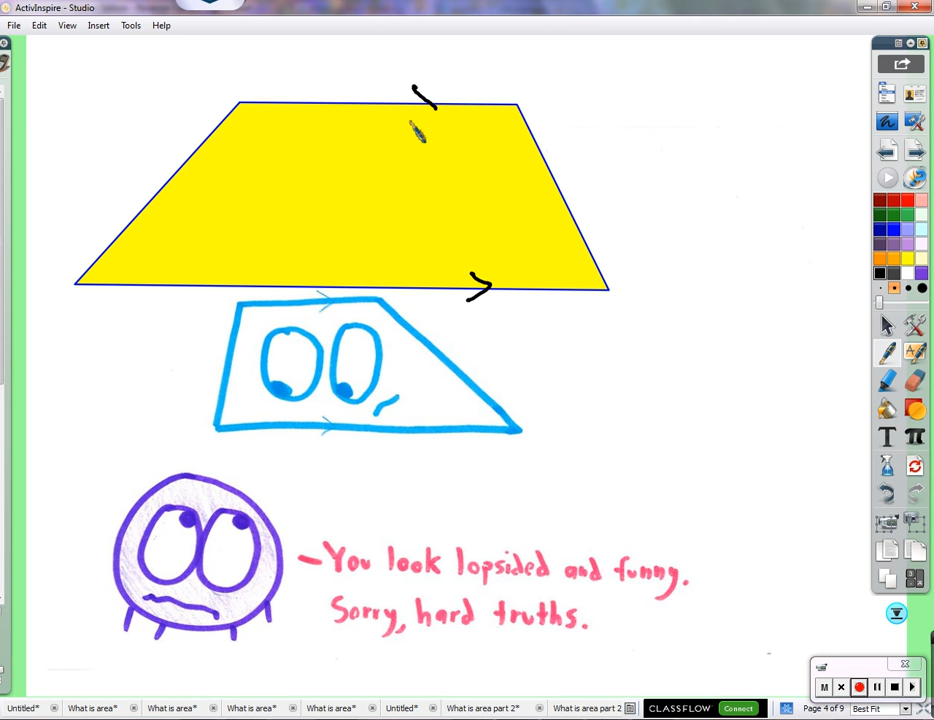 ActivInspire - Studio
File Edit View Insert Tools Help
– You look lopsided and funny.
Sorry, hard truths.
T π
M
Untitled* What is area* What is area* What is area* What is area* Untitled* What is area part 2* What is area part 2 CLASSFLOW Connect Page 4 of 9 Best Fit